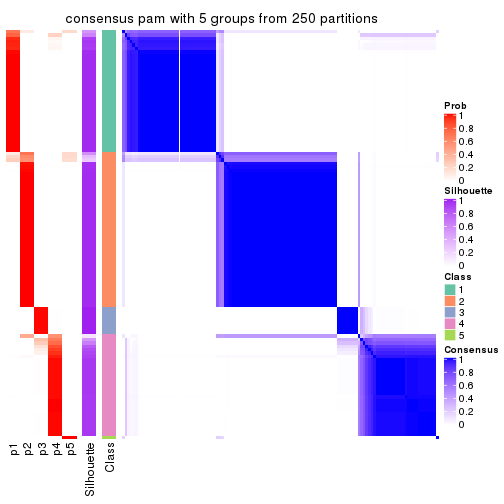 consensus pam with 5 groups from 250 partitions
Prob
1
0.8
0.6
0.4
0.2
0
Silhouette
1
0.8
0.6
0.4
0.2
0
Class
1
2
3
4
5
Consensus
1
0.8
0.6
0.4
0.2
0
p1
p2
p3
p4
p5
Silhouette
Class